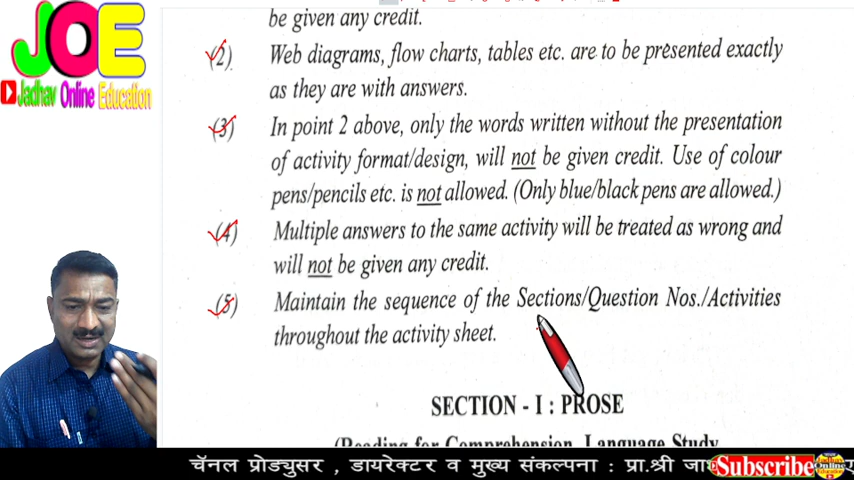 JOE
Jadhav Online Education
be given any credit.
(2) Web diagrams, flow charts, tables etc. are to be presented exactly
as they are with answers.
(3) In point 2 above, only the words written without the presentation
of activity format/design, will not be given credit. Use of colour
pens/pencils etc. is not allowed. (Only blue/black pens are allowed.)
(4) Multiple answers to the same activity will be treated as wrong and
will not be given any credit.
(5) Maintain the sequence of the Sections/Question Nos./Activities
throughout the activity sheet.
SECTION - I : PROSE
(Reading for Comprehension, Language Study
चॅनल प्रोड्युसर , डायरेक्टर व मुख्य संकल्पना : प्रा.श्री
Subscribe